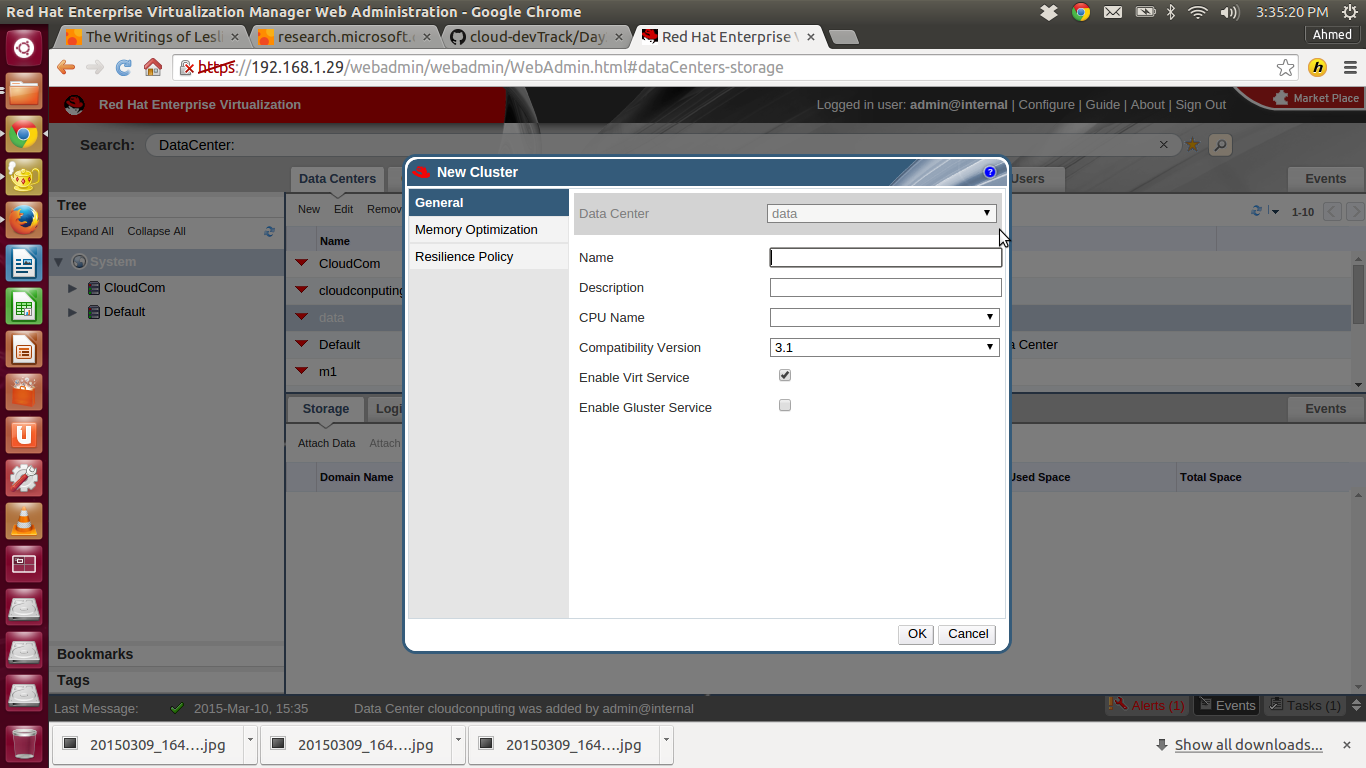 Red Hat Enterprise Virtualization Manager Web Administration - Google Chrome
3:35:20 PM
The Writings of Lesl
research.microsoft.
cloud-devTrack/Day
Red Hat Enterprise V
Ahmed
https://192.168.1.29/webadmin/webadmin/WebAdmin.html#dataCenters-storage
Red Hat Enterprise Virtualization
Logged in user: admin@internal | Configure | Guide | About | Sign Out
Market Place
Search:
DataCenter:
Data Centers
Users
Events
Tree
New
Edit
Remov
1-10
Expand All
Collapse All
Name
System
CloudCom
Default
CloudCom
cloudconputing
data
Default
a Center
m1
Storage
Logi
Events
Attach Data
Attach
Domain Name
Used Space
Total Space
New Cluster
General
Memory Optimization
Resilience Policy
Data Center
data
Name
Description
CPU Name
Compatibility Version
3.1
Enable Virt Service
Enable Gluster Service
OK
Cancel
Bookmarks
Tags
Last Message:
2015-Mar-10, 15:35
Data Center cloudconputing was added by admin@internal
Alerts (1)
Events
Tasks (1)
20150309_164....jpg
20150309_164....jpg
20150309_164....jpg
Show all downloads...